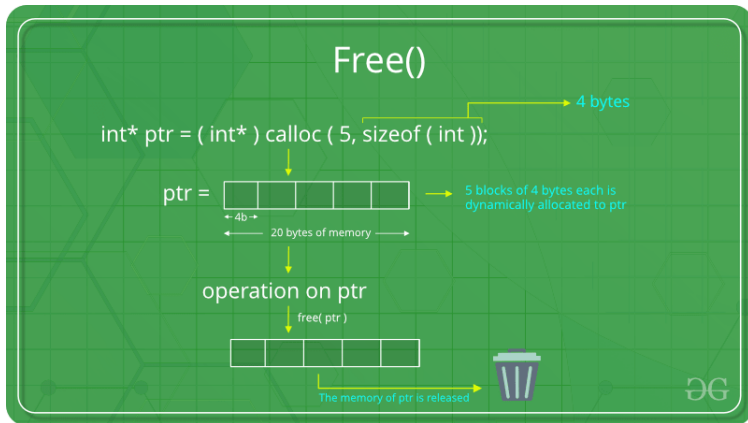 Free()
4 bytes
int* ptr = ( int* ) calloc ( 5, sizeof ( int ));
ptr =
5 blocks of 4 bytes each is
dynamically allocated to ptr
4b
20 bytes of memory
operation on ptr
free( ptr )
The memory of ptr is released